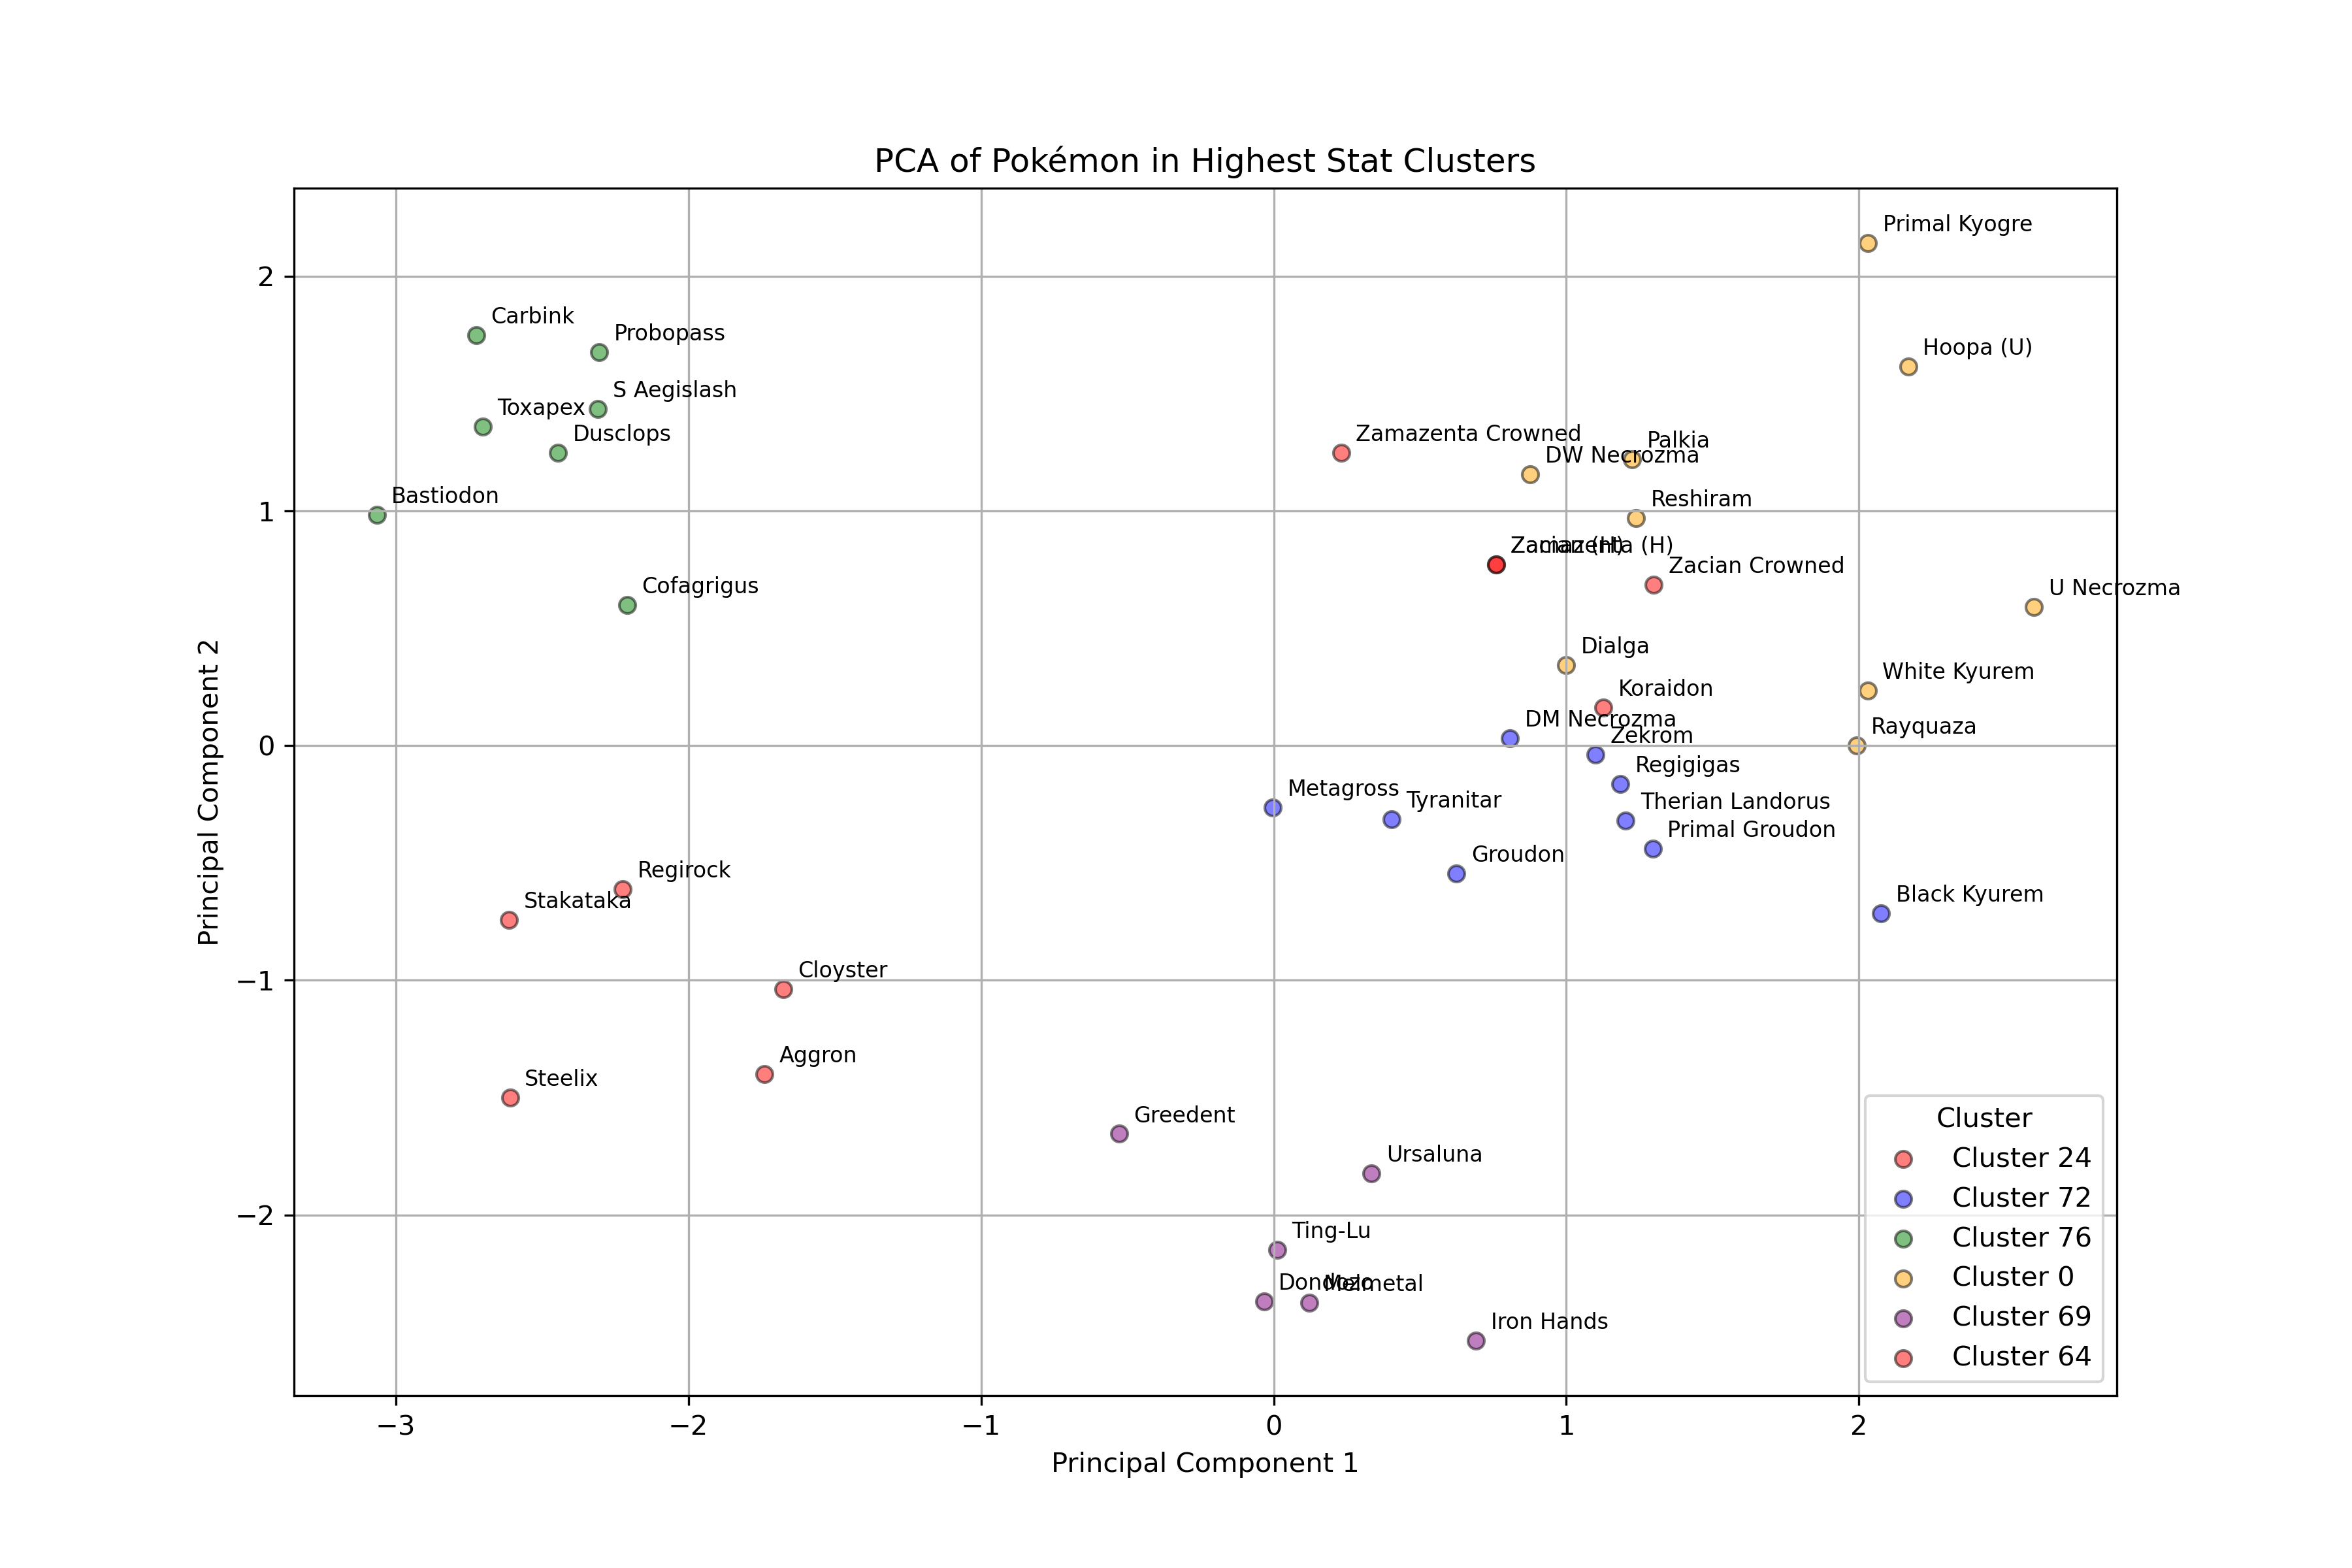 PCA of Pokémon in Highest Stat Clusters
Primal Kyogre
Carbink
Probopass
Hoopa (U)
S Aegislash
Toxapex
Dusclops
Zamazenta Crowned
Palkia
DW Necrozma
Bastiodon
Reshiram
Zacian (H)
Zamazenta (H)
Zacian Crowned
Cofagrigus
U Necrozma
Dialga
White Kyurem
Koraidon
DM Necrozma
Rayquaza
Zekrom
Regigigas
Metagross
Tyranitar
Therian Landorus
Primal Groudon
Groudon
Regirock
Stakataka
Black Kyurem
Cloyster
Aggron
Steelix
Greedent
Ursaluna
Ting-Lu
Dondozo
Melmetal
Iron Hands
2
1
0
−1
−2
Principal Component 2
−3
−2
−1
0
1
2
Principal Component 1
Cluster
Cluster 24
Cluster 72
Cluster 76
Cluster 0
Cluster 69
Cluster 64